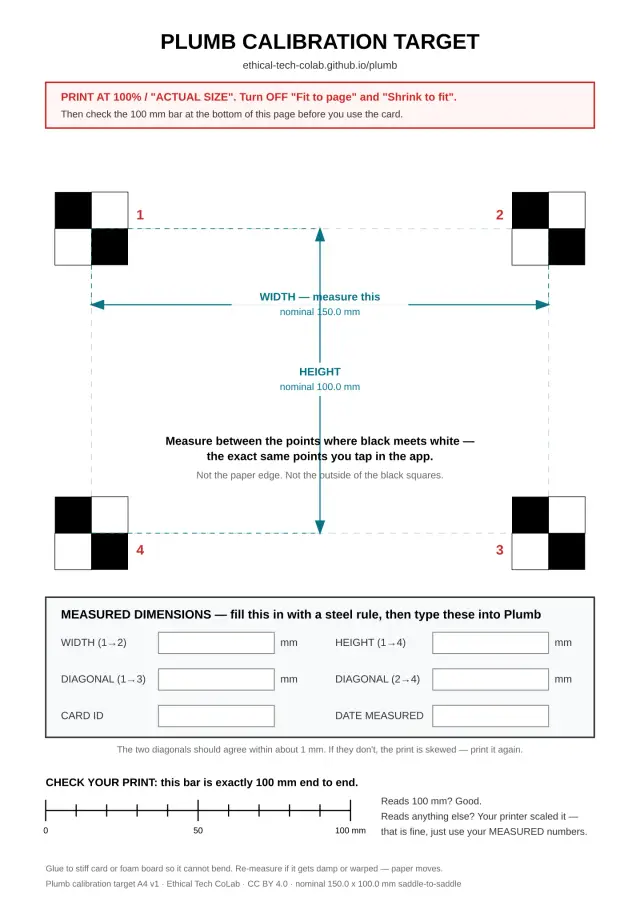 PLUMB CALIBRATION TARGET
ethical-tech-colab.github.io/plumb
PRINT AT 100% / "ACTUAL SIZE". Turn OFF "Fit to page" and "Shrink to fit".
Then check the 100 mm bar at the bottom of this page before you use the card.
1
2
WIDTH — measure this
nominal 150.0 mm
HEIGHT
nominal 100.0 mm
Measure between the points where black meets white —
the exact same points you tap in the app.
Not the paper edge. Not the outside of the black squares.
4
3
MEASURED DIMENSIONS — fill this in with a steel rule, then type these into Plumb
WIDTH (1→2) mm HEIGHT (1→4) mm
DIAGONAL (1→3) mm DIAGONAL (2→4) mm
CARD ID DATE MEASURED
The two diagonals should agree within about 1 mm. If they don't, the print is skewed — print it again.
CHECK YOUR PRINT: this bar is exactly 100 mm end to end.
0 50 100 mm
Reads 100 mm? Good.
Reads anything else? Your printer scaled it —
that is fine, just use your MEASURED numbers.
Glue to stiff card or foam board so it cannot bend. Re-measure if it gets damp or warped — paper moves.
Plumb calibration target A4 v1 · Ethical Tech CoLab · CC BY 4.0 · nominal 150.0 x 100.0 mm saddle-to-saddle